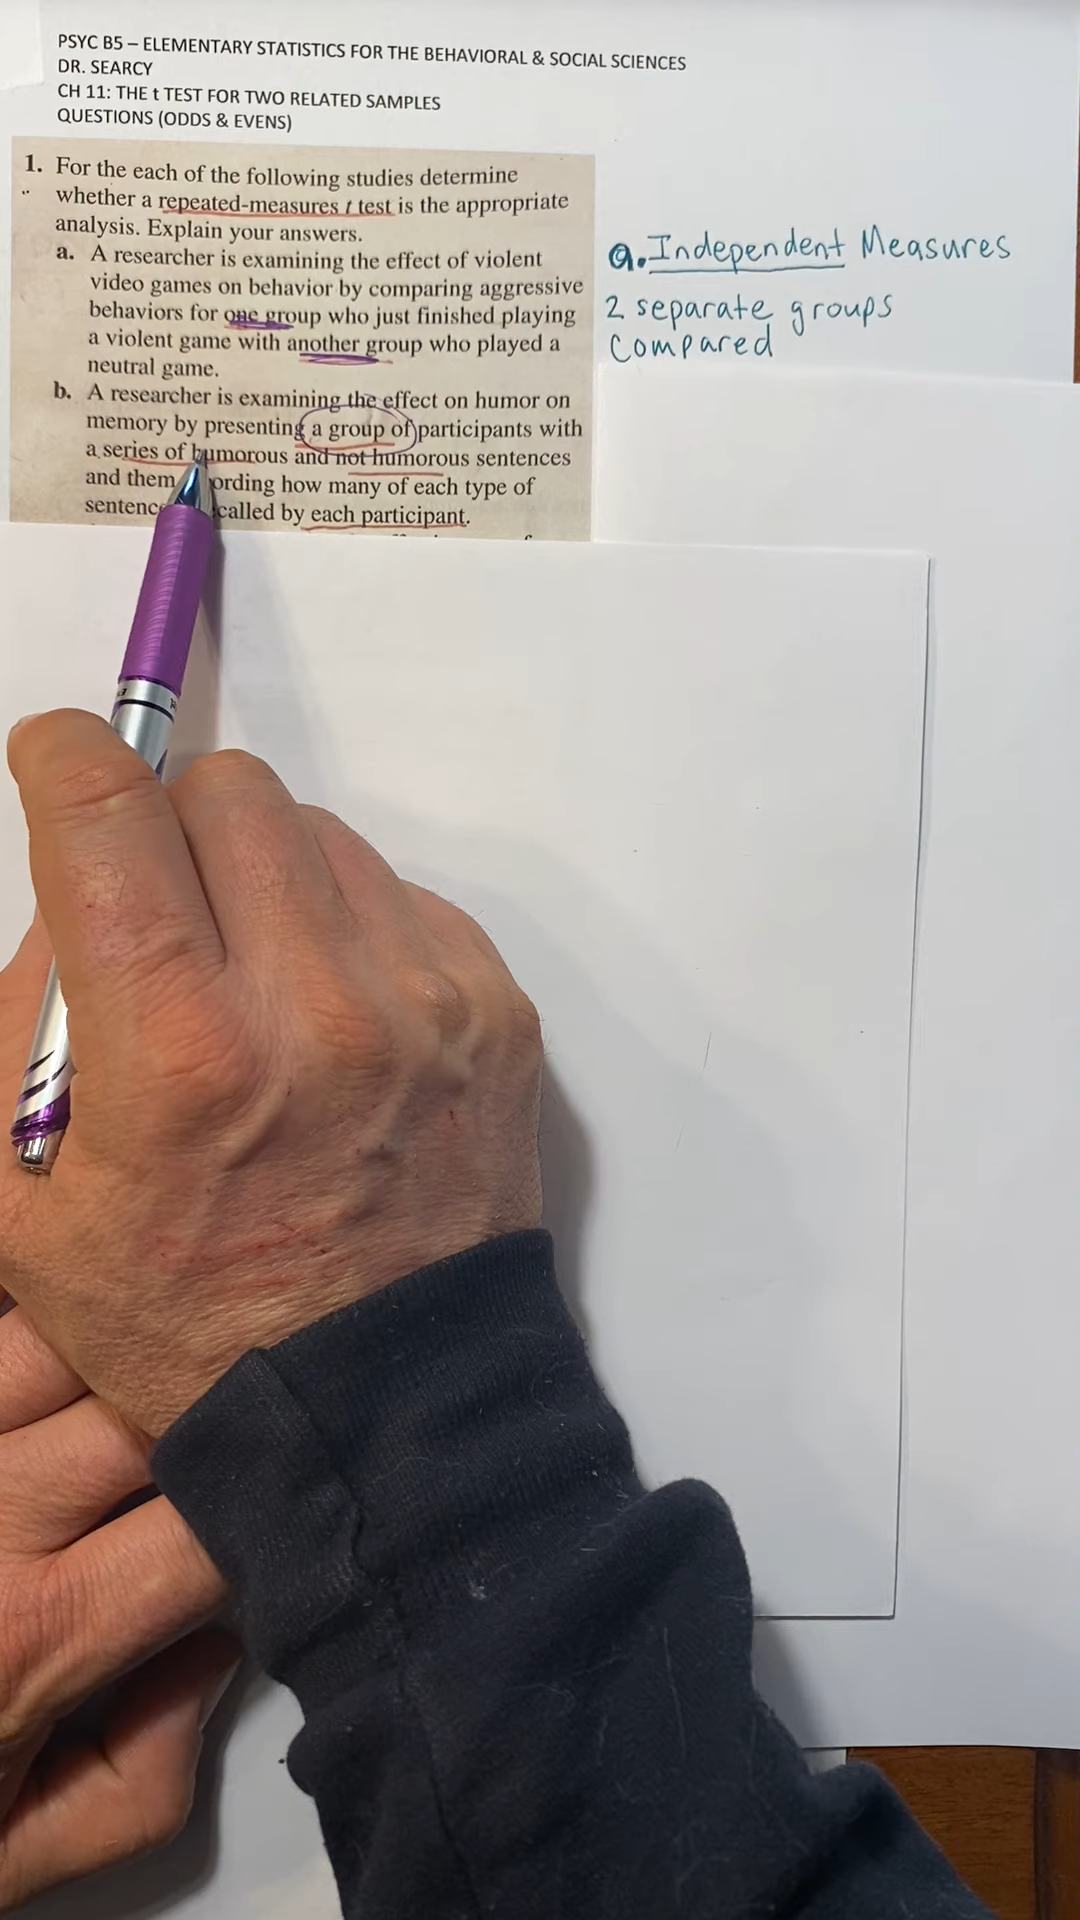 PSYC B5 – ELEMENTARY STATISTICS FOR THE BEHAVIORAL & SOCIAL SCIENCES
DR. SEARCY
CH 11: THE t TEST FOR TWO RELATED SAMPLES
QUESTIONS (ODDS & EVENS)
1. For the each of the following studies determine
whether a repeated-measures t test is the appropriate
analysis. Explain your answers.
a. A researcher is examining the effect of violent
video games on behavior by comparing aggressive
behaviors for one group who just finished playing
a violent game with another group who played a
neutral game.
b. A researcher is examining the effect on humor on
memory by presenting a group of participants with
a series of humorous and not humorous sentences
and them ording how many of each type of
sentenc called by each participant.
a. Independent Measures
2 separate groups
Compared